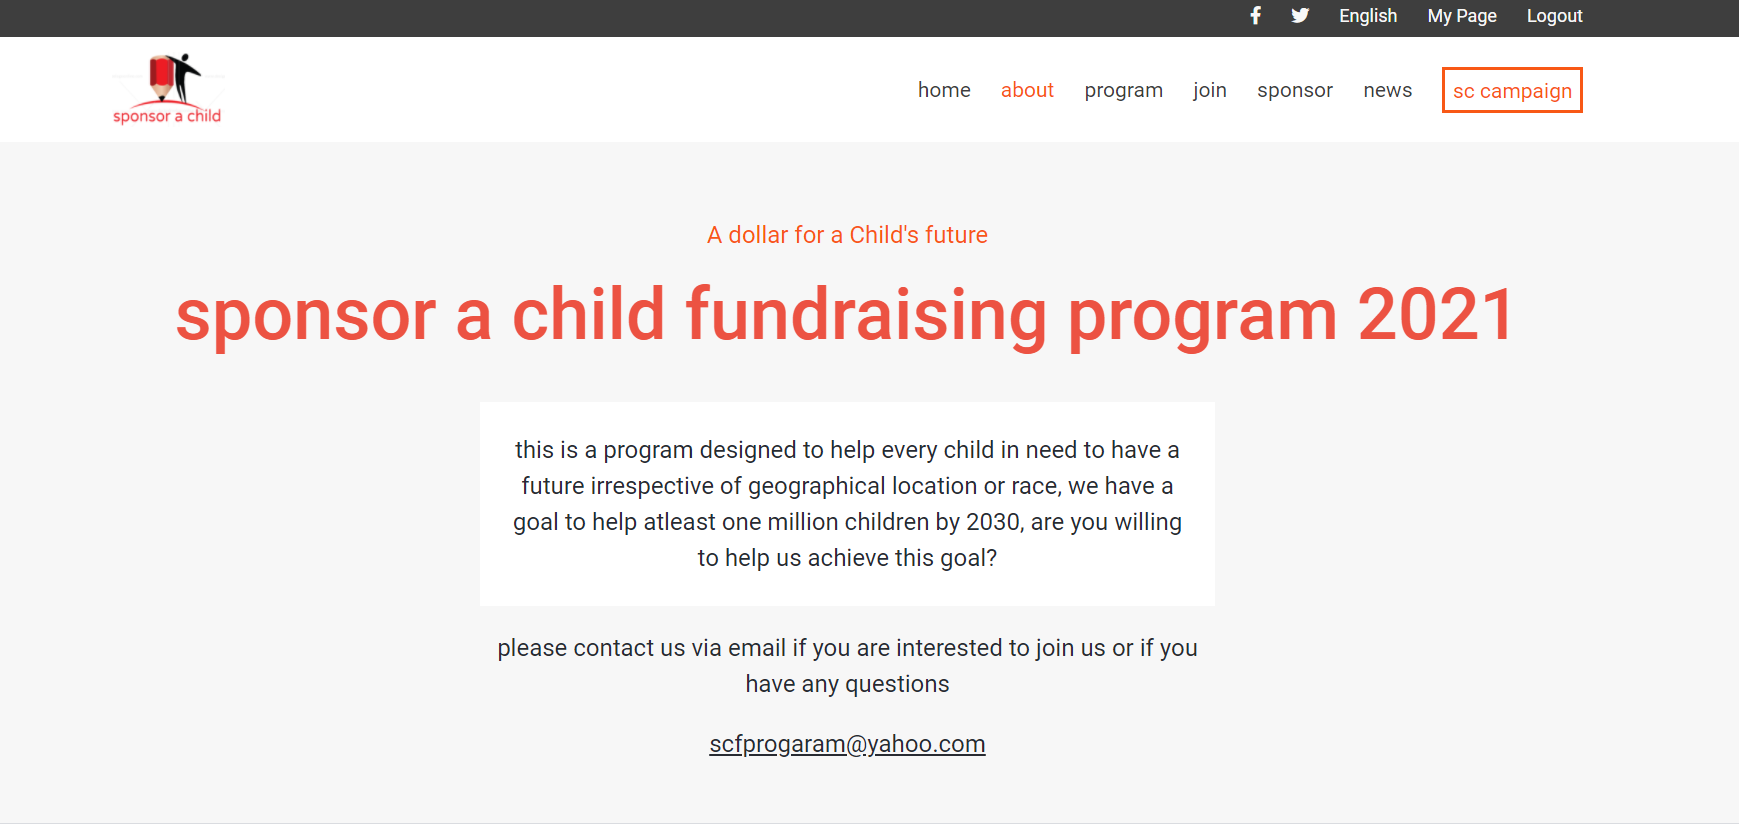 English My Page Logout
sponsor a child
home about program join sponsor news sc campaign
A dollar for a Child's future
sponsor a child fundraising program 2021
this is a program designed to help every child in need to have a
future irrespective of geographical location or race, we have a
goal to help atleast one million children by 2030, are you willing
to help us achieve this goal?
please contact us via email if you are interested to join us or if you
have any questions
scfprogaram@yahoo.com